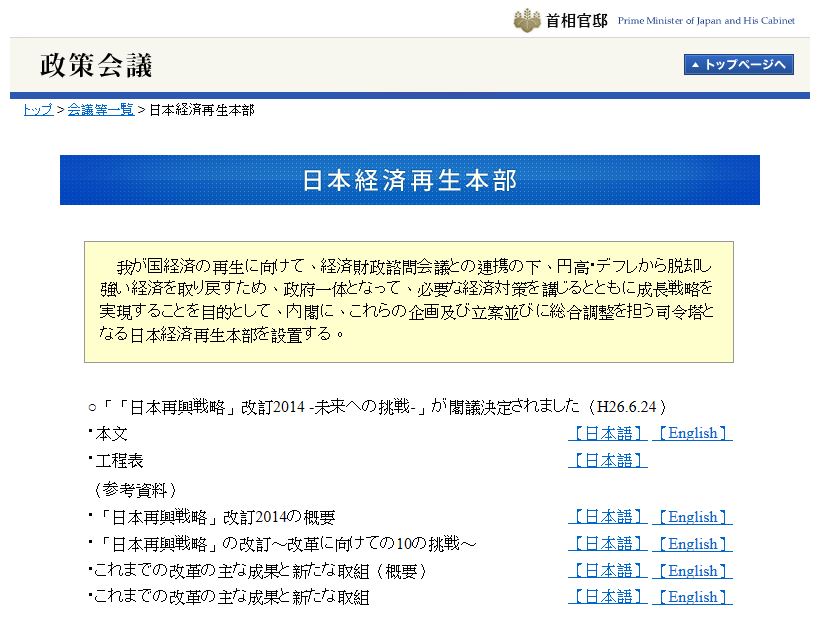 首相官邸 Prime Minister of Japan and His Cabinet
政策会議
▲ トップページへ
トップ > 会議等一覧 > 日本経済再生本部
日本経済再生本部
我が国経済の再生に向けて、経済財政諮問会議との連携の下、円高・デフレから脱却し
強い経済を取り戻すため、政府一体となって、必要な経済対策を講じるとともに成長戦略を
実現することを目的として、内閣に、これらの企画及び立案並びに総合調整を担う司令塔と
なる日本経済再生本部を設置する。
○「「日本再興戦略」改訂2014 -未来への挑戦-」が閣議決定されました（H26.6.24）
・本文 【日本語】 【English】
・工程表 【日本語】
（参考資料）
・「日本再興戦略」改訂2014の概要 【日本語】 【English】
・「日本再興戦略」の改訂～改革に向けての10の挑戦～ 【日本語】 【English】
・これまでの改革の主な成果と新たな取組（概要） 【日本語】 【English】
・これまでの改革の主な成果と新たな取組 【日本語】 【English】